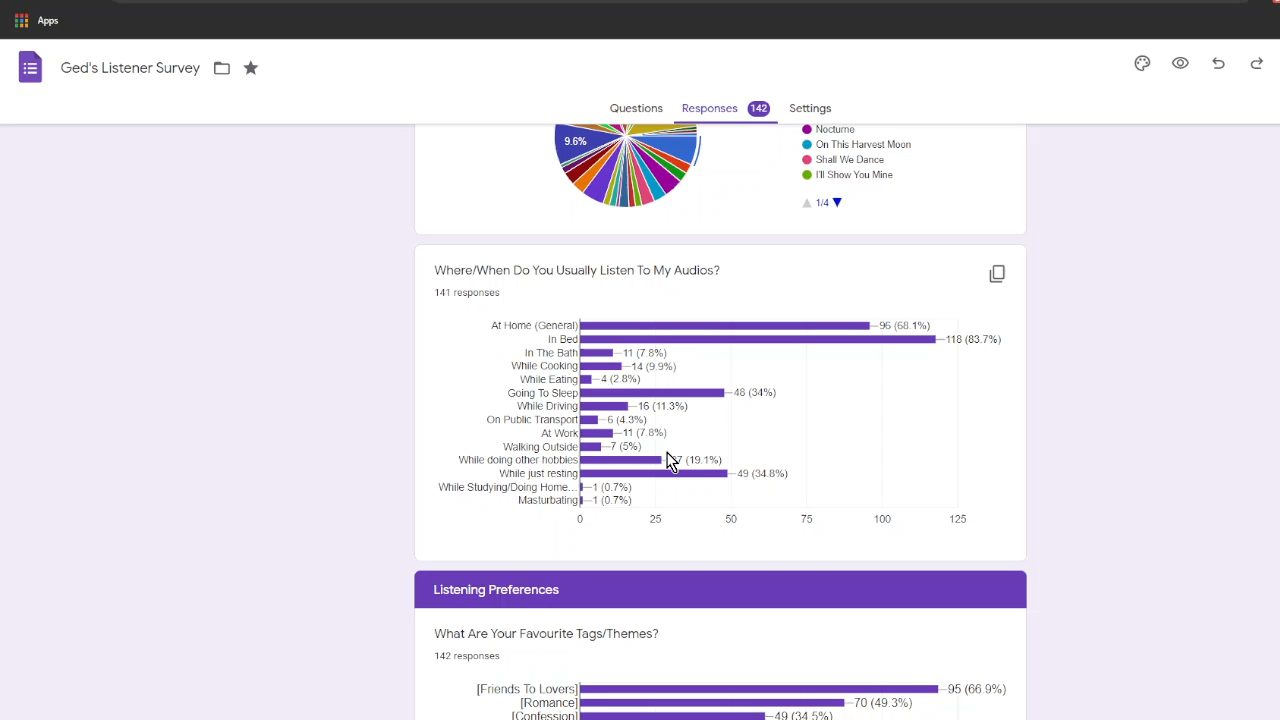 Apps
Ged's Listener Survey
Questions Responses 142 Settings
9.6%
Nocturne
On This Harvest Moon
Shall We Dance
I'll Show You Mine
1/4
Where/When Do You Usually Listen To My Audios?
141 responses
At Home (General) 96 (68.1%)
In Bed 118 (83.7%)
In The Bath 11 (7.8%)
While Cooking 14 (9.9%)
While Eating 4 (2.8%)
Going To Sleep 48 (34%)
While Driving 16 (11.3%)
On Public Transport 6 (4.3%)
At Work 11 (7.8%)
Walking Outside 7 (5%)
While doing other hobbies (19.1%)
While just resting 49 (34.8%)
While Studying/Doing Home... 1 (0.7%)
Masturbating 1 (0.7%)
0 25 50 75 100 125
Listening Preferences
What Are Your Favourite Tags/Themes?
142 responses
[Friends To Lovers] 95 (66.9%)
[Romance] 70 (49.3%)
[Confession] 49 (34.5%)